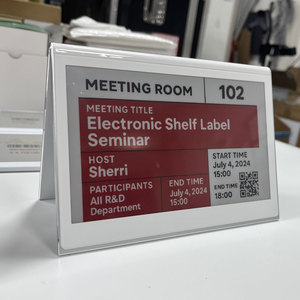 MEETING ROOM 102
MEETING TITLE
Electronic Shelf Label
Seminar
HOST
Sherri
PARTICIPANTS
All R&D
Department
END TIME
July 4, 2024
15:00
START TIME
July 4, 2024
15:00
END TIME
18:00